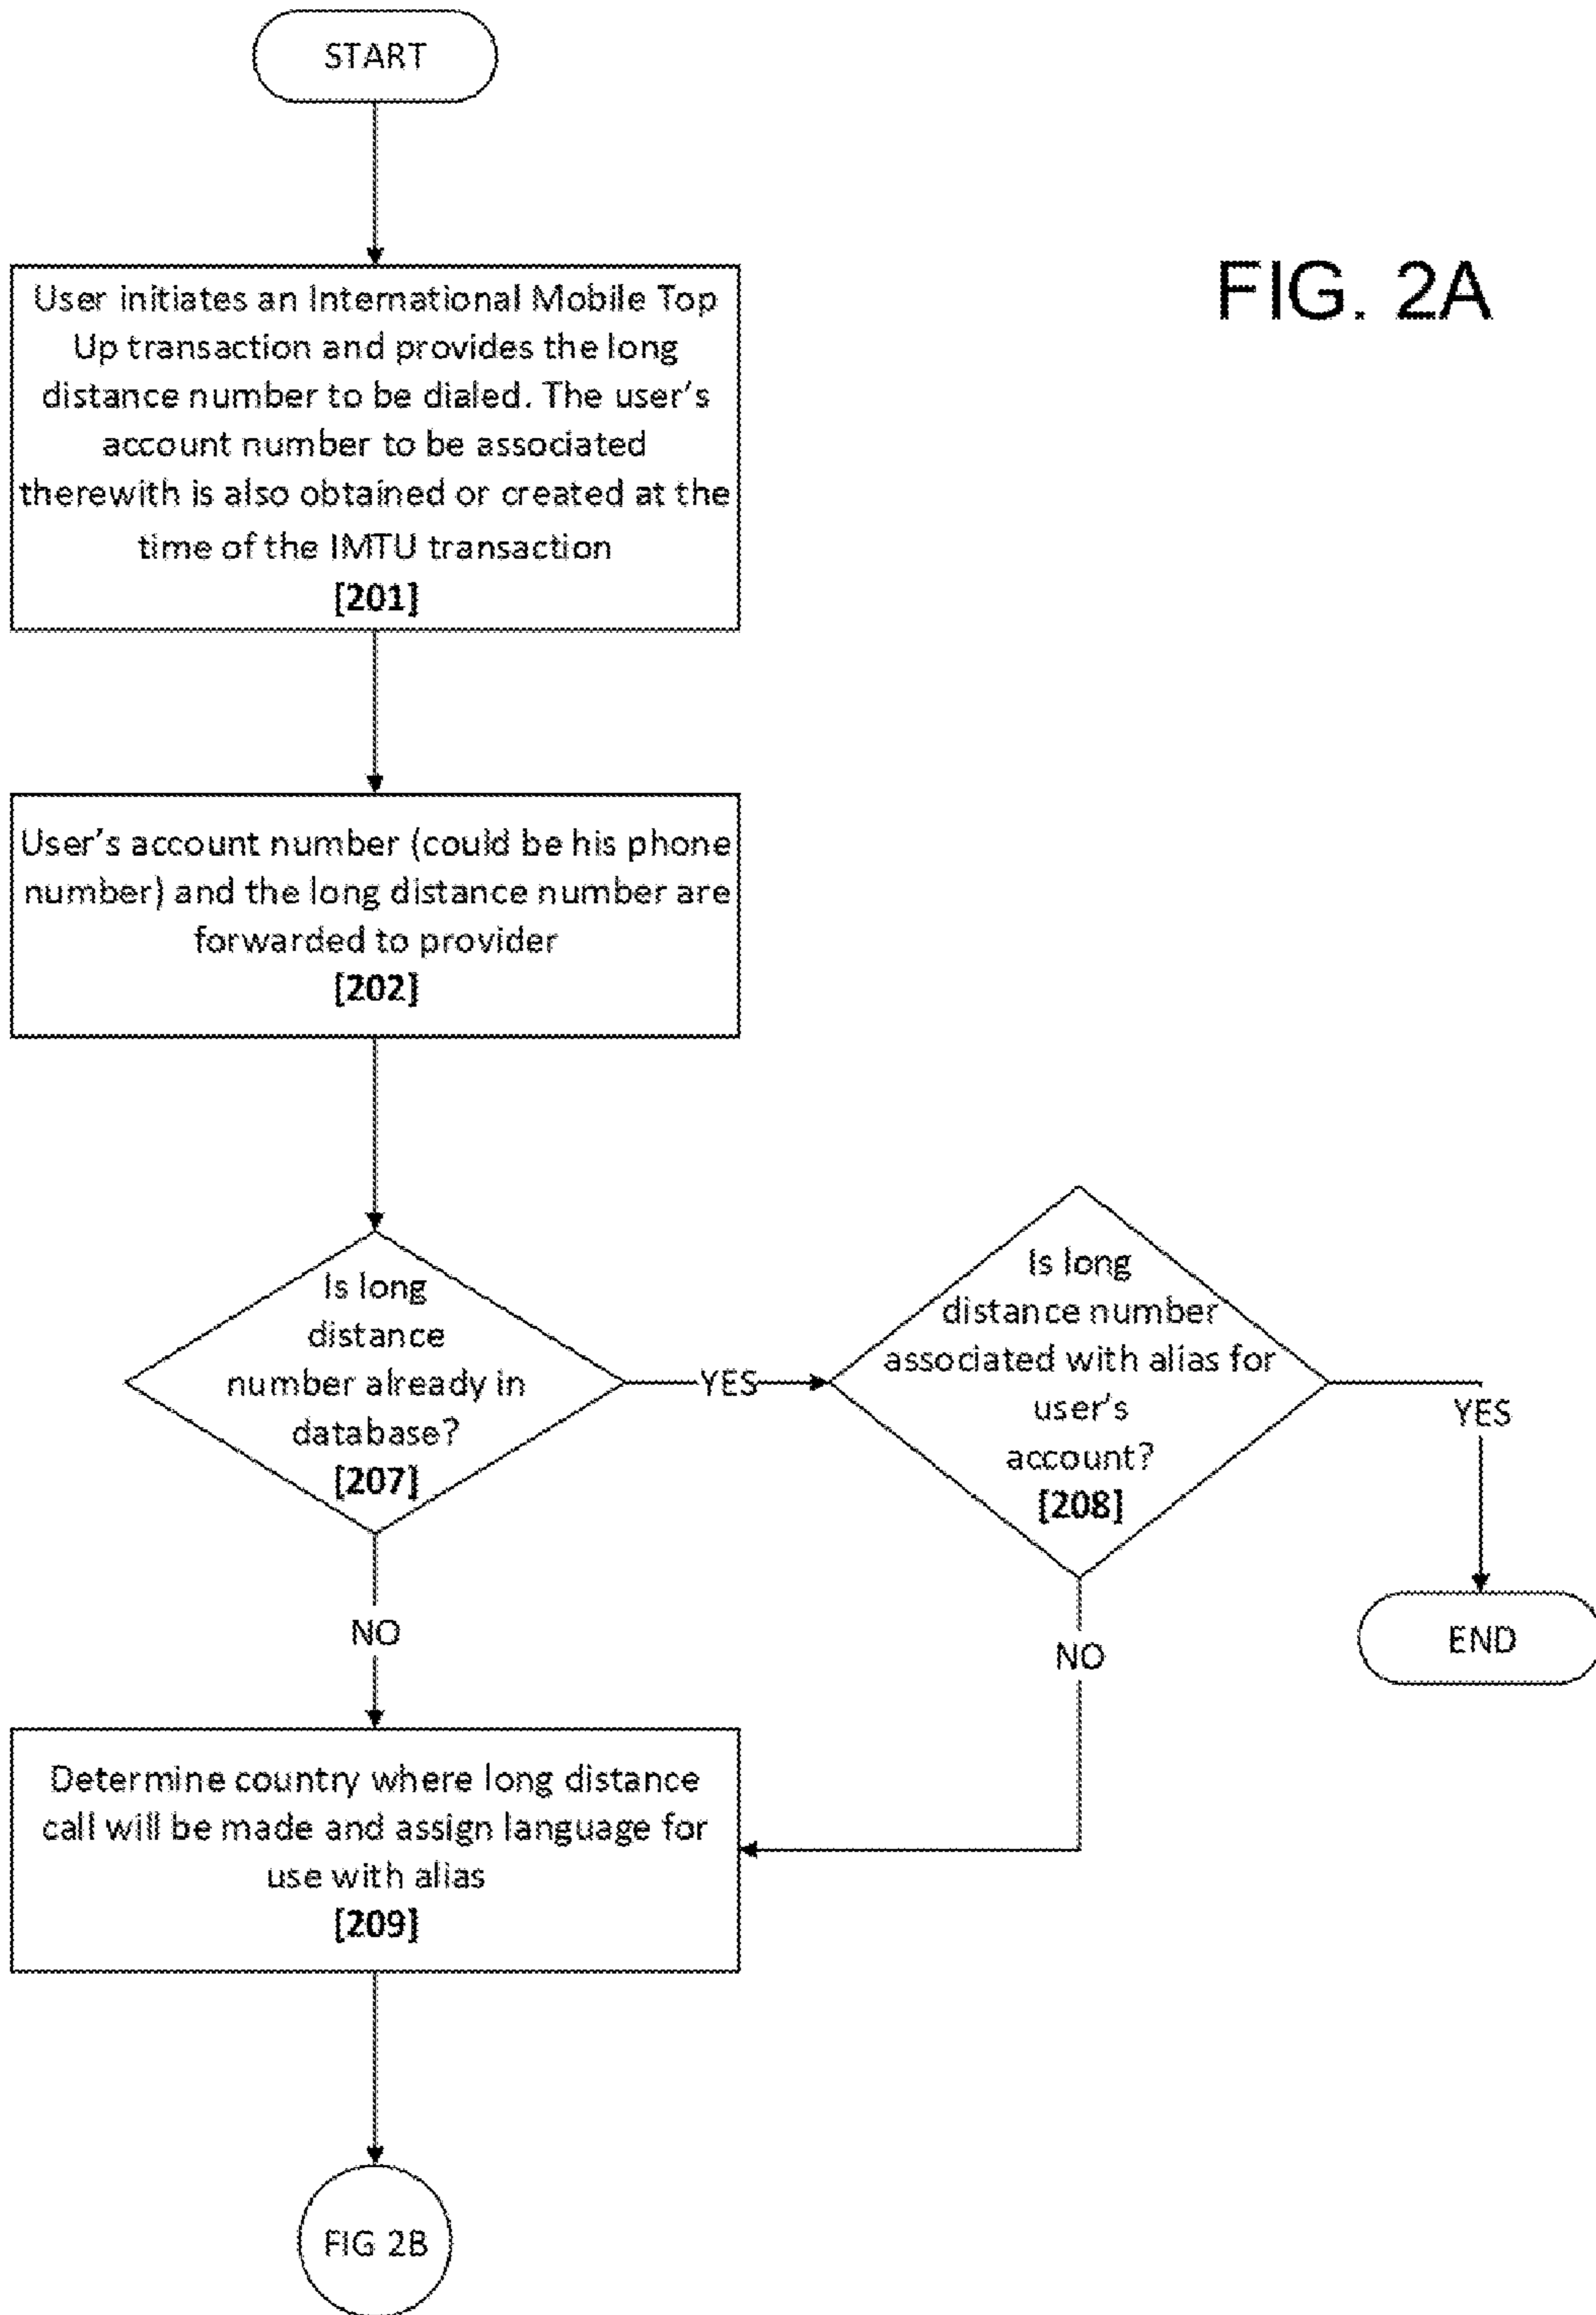 START
FIG. 2A
User initiates an International Mobile Top
Up transaction and provides the long
distance number to be dialed. The user's
account number to be associated
therewith is also obtained or created at the
time of the IMTU transaction
[201]
User's account number (could be his phone
number) and the long distance number are
forwarded to provider
[202]
Is long
distance
number already in
database?
[207]
YES
Is long
distance number
associated with alias for
user's
account?
[208]
YES
END
NO
NO
Determine country where long distance
call will be made and assign language for
use with alias
[209]
FIG 2B